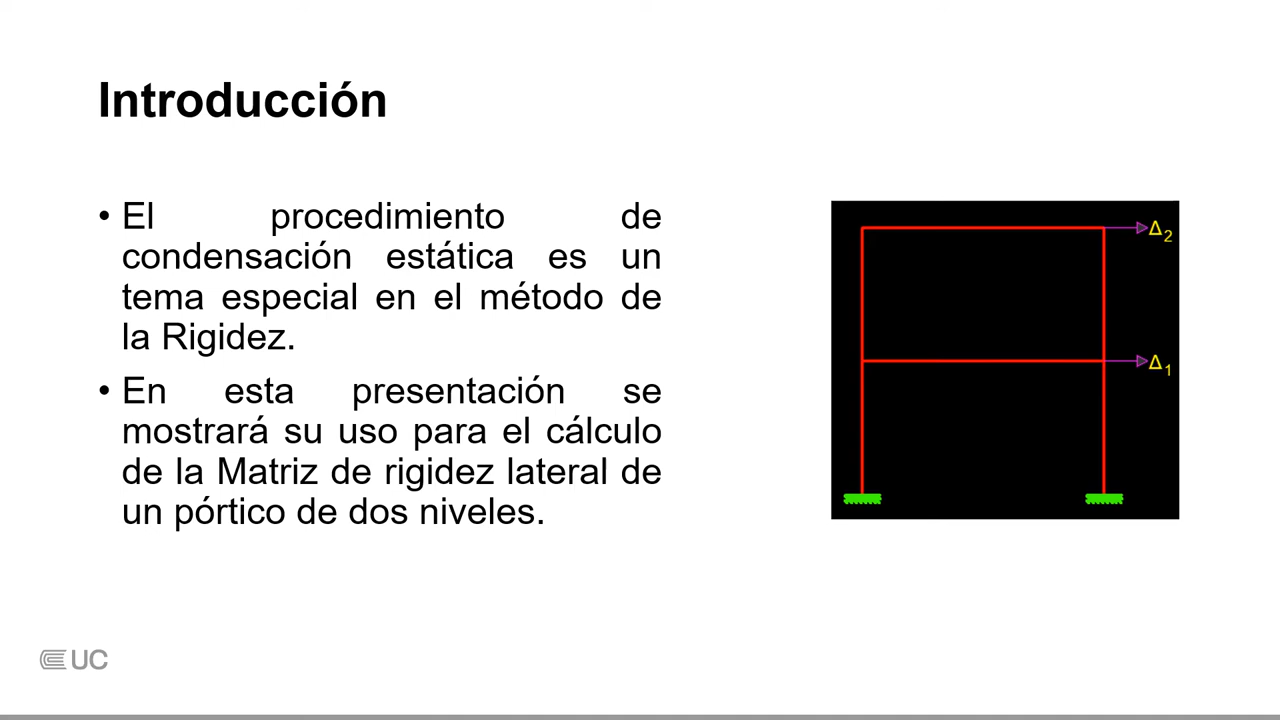 Introducción
• El procedimiento de
condensación estática es un
tema especial en el método de
la Rigidez.
• En esta presentación se
mostrará su uso para el cálculo
de la Matriz de rigidez lateral de
un pórtico de dos niveles.
Δ2
Δ1
UC